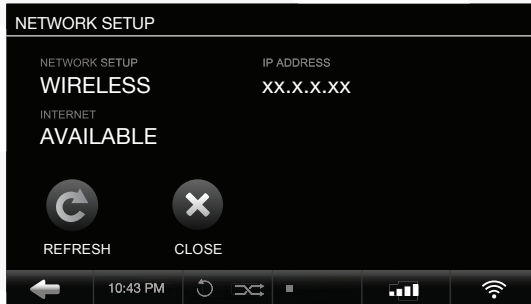 NETWORK SETUP
NETWORK SETUP
IP ADDRESS
WIRELESS
xx.x.x.xx
INTERNET
AVAILABLE
REFRESH
CLOSE
10:43 PM